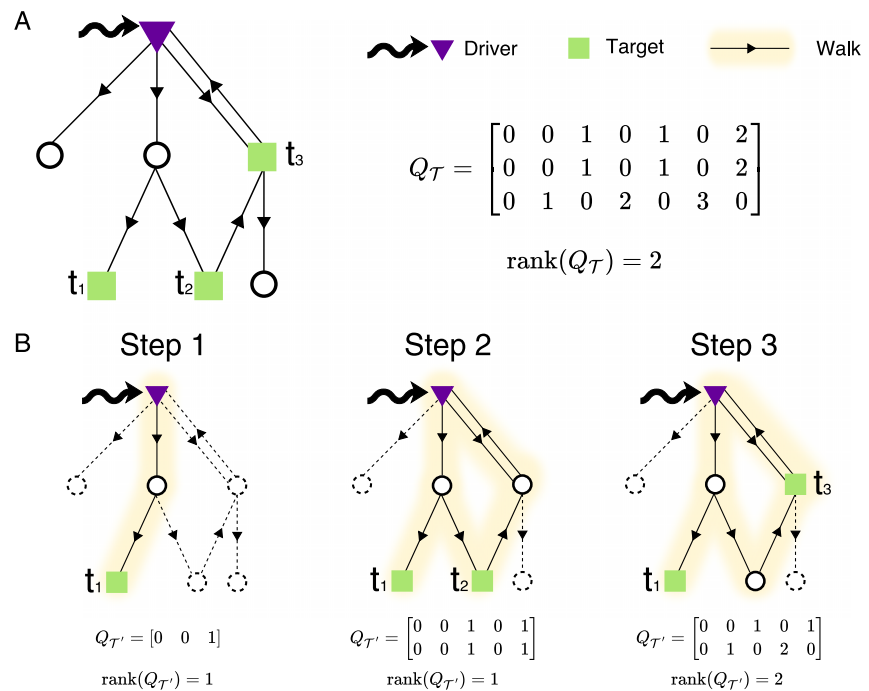 A
Driver
Target
Walk
t₃
Q_𝒯 = [0 0 1 0 1 0 2
0 0 1 0 1 0 2
0 1 0 2 0 3 0]
rank(Q_𝒯) = 2
t₁
t₂
B
Step 1
Step 2
Step 3
t₃
t₁
t₁
t₂
t₁
Q_𝒯′ = [0 0 1]
rank(Q_𝒯′) = 1
Q_𝒯′ = [0 0 1 0 1
0 0 1 0 1]
rank(Q_𝒯′) = 1
Q_𝒯′ = [0 0 1 0 1
0 1 0 2 0]
rank(Q_𝒯′) = 2